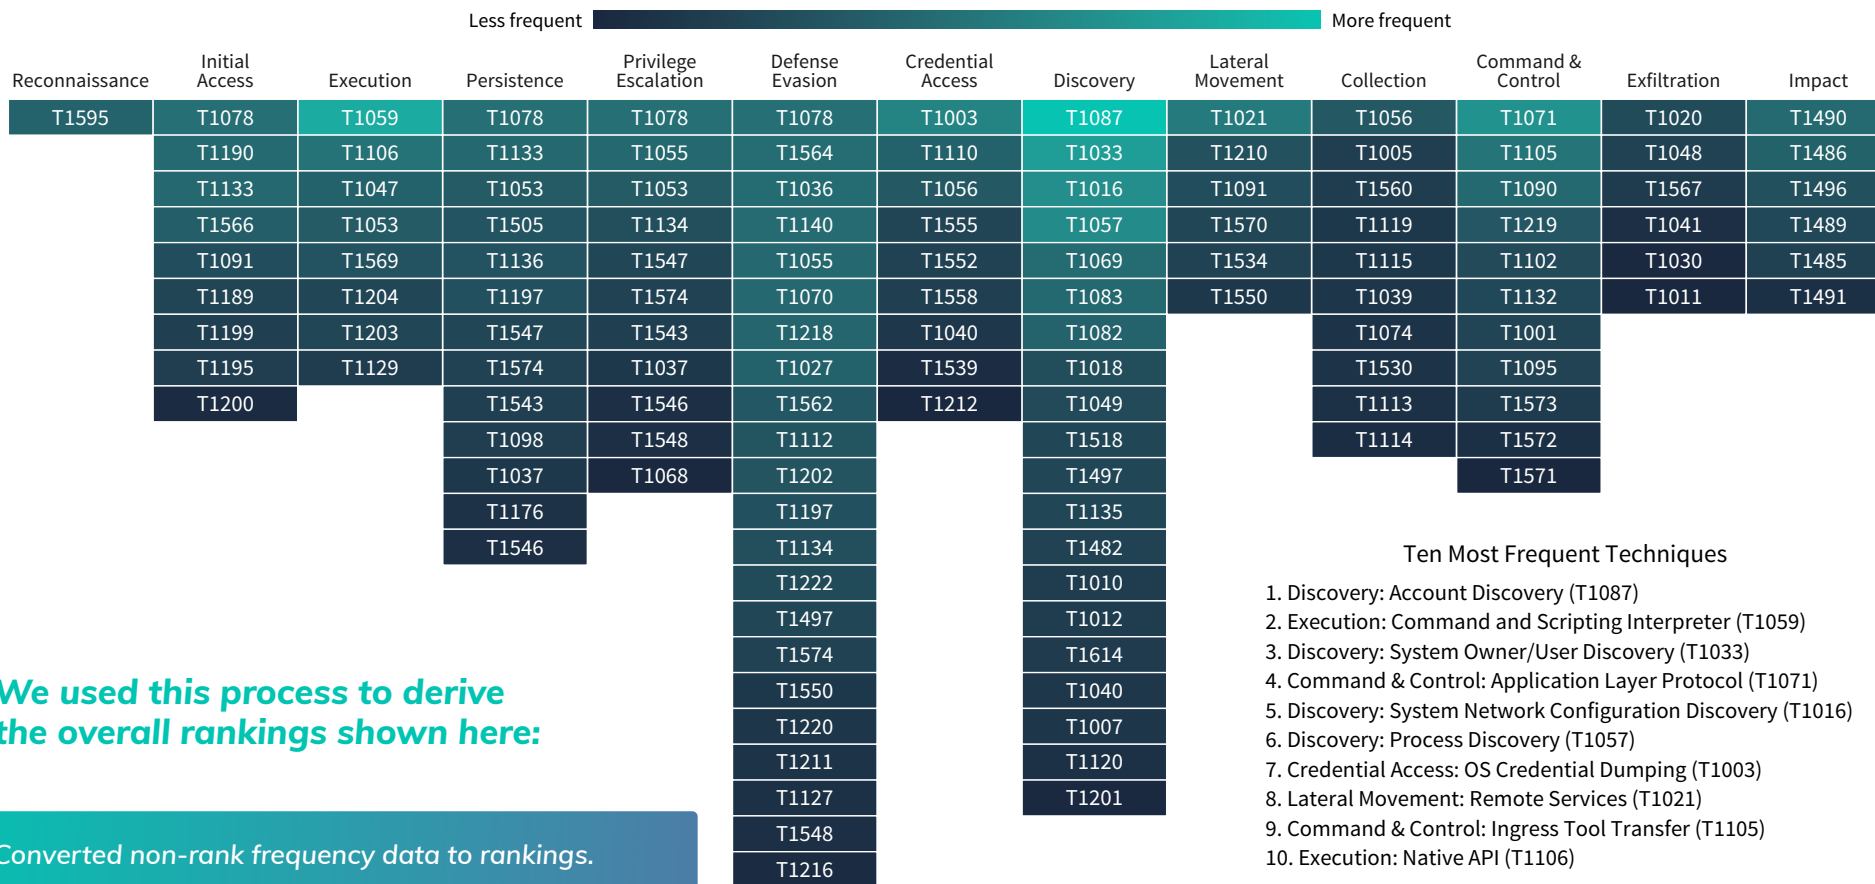 Less frequent More frequent
Reconnaissance Initial Access Execution Persistence Privilege Escalation Defense Evasion Credential Access Discovery Lateral Movement Collection Command & Control Exfiltration Impact
T1595 T1078 T1059 T1078 T1078 T1078 T1003 T1087 T1021 T1056 T1071 T1020 T1490
T1190 T1106 T1133 T1055 T1564 T1110 T1033 T1210 T1005 T1105 T1048 T1486
T1133 T1047 T1053 T1053 T1036 T1056 T1016 T1091 T1560 T1090 T1567 T1496
T1566 T1053 T1505 T1134 T1140 T1555 T1057 T1570 T1119 T1219 T1041 T1489
T1091 T1569 T1136 T1547 T1055 T1552 T1069 T1534 T1115 T1102 T1030 T1485
T1189 T1204 T1197 T1574 T1070 T1558 T1083 T1550 T1039 T1132 T1011 T1491
T1199 T1203 T1547 T1543 T1218 T1040 T1082 T1074 T1001
T1195 T1129 T1574 T1037 T1027 T1539 T1018 T1530 T1095
T1200 T1543 T1546 T1562 T1212 T1049 T1113 T1573
T1098 T1548 T1112 T1518 T1114 T1572
T1037 T1068 T1202 T1497 T1571
T1176 T1197 T1135
T1546 T1134 T1482
T1222 T1010
T1497 T1012
T1574 T1614
T1550 T1040
T1220 T1007
T1211 T1120
T1127 T1201
T1548
T1216
Ten Most Frequent Techniques
1. Discovery: Account Discovery (T1087)
2. Execution: Command and Scripting Interpreter (T1059)
3. Discovery: System Owner/User Discovery (T1033)
4. Command & Control: Application Layer Protocol (T1071)
5. Discovery: System Network Configuration Discovery (T1016)
6. Discovery: Process Discovery (T1057)
7. Credential Access: OS Credential Dumping (T1003)
8. Lateral Movement: Remote Services (T1021)
9. Command & Control: Ingress Tool Transfer (T1105)
10. Execution: Native API (T1106)
We used this process to derive
the overall rankings shown here:
Converted non-rank frequency data to rankings.